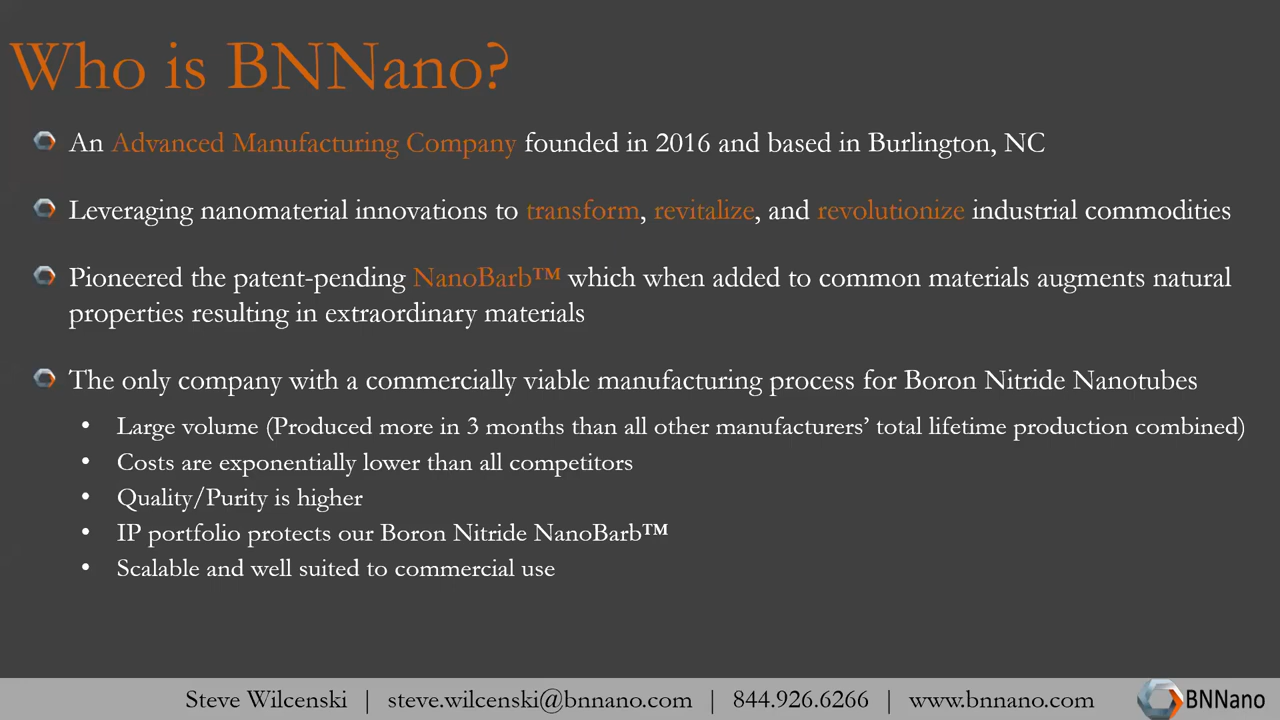 Who is BNNano?
An Advanced Manufacturing Company founded in 2016 and based in Burlington, NC
Leveraging nanomaterial innovations to transform, revitalize, and revolutionize industrial commodities
Pioneered the patent-pending NanoBarb™ which when added to common materials augments natural
properties resulting in extraordinary materials
The only company with a commercially viable manufacturing process for Boron Nitride Nanotubes
• Large volume (Produced more in 3 months than all other manufacturers’ total lifetime production combined)
• Costs are exponentially lower than all competitors
• Quality/Purity is higher
• IP portfolio protects our Boron Nitride NanoBarb™
• Scalable and well suited to commercial use
Steve Wilcenski | steve.wilcenski@bnnano.com | 844.926.6266 | www.bnnano.com BNNano